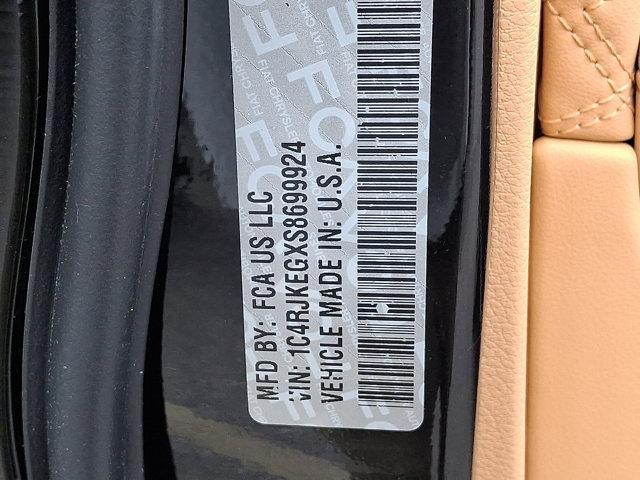 MFD BY: FCA US LLC
VIN: 1C4RJKEGXS8699924
VEHICLE MADE IN: U.S.A.